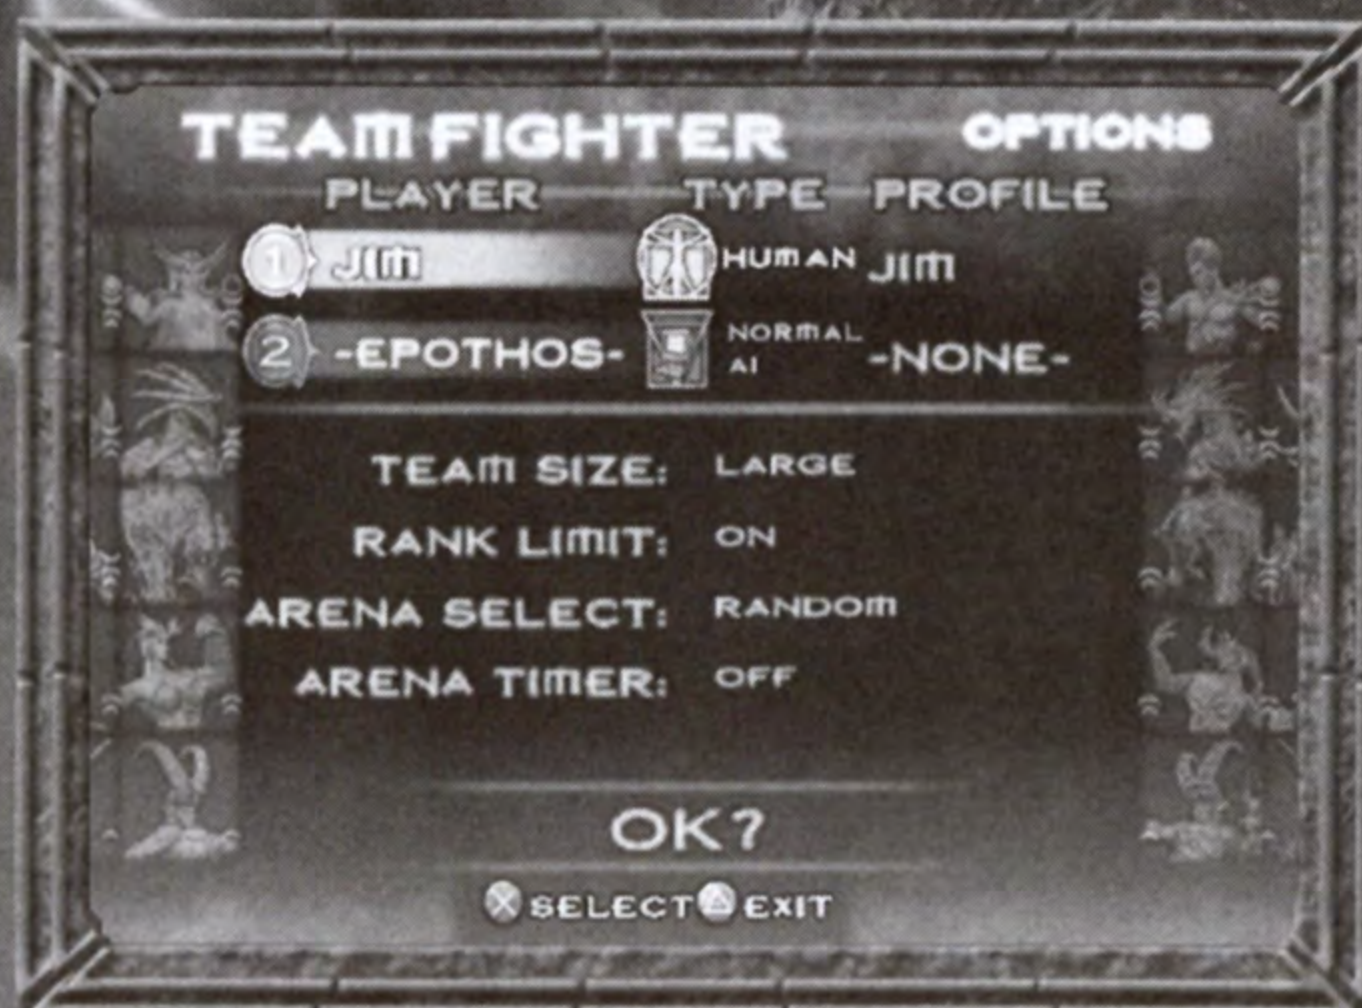 TEAM FIGHTER OPTIONS
PLAYER TYPE PROFILE
1 JIM HUMAN JIM
2 -EPOTHOS- NORMAL AI -NONE-
TEAM SIZE: LARGE
RANK LIMIT: ON
ARENA SELECT: RANDOM
ARENA TIMER: OFF
OK?
SELECT EXIT